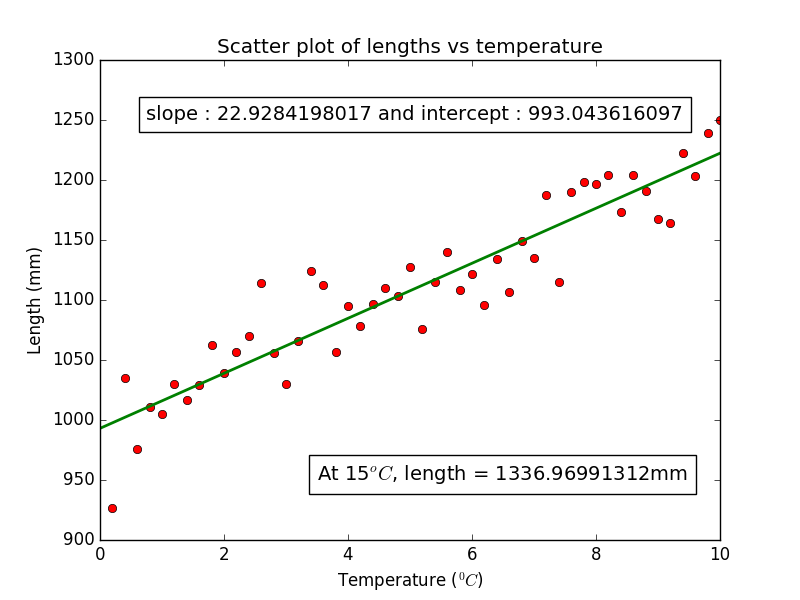 Scatter plot of lengths vs temperature
1300
slope : 22.9284198017 and intercept : 993.043616097
1250
1200
1150
1100
Length (mm)
1050
1000
950
At 15°C, length = 1336.96991312mm
900
0 2 4 6 8 10
Temperature (⁰C)